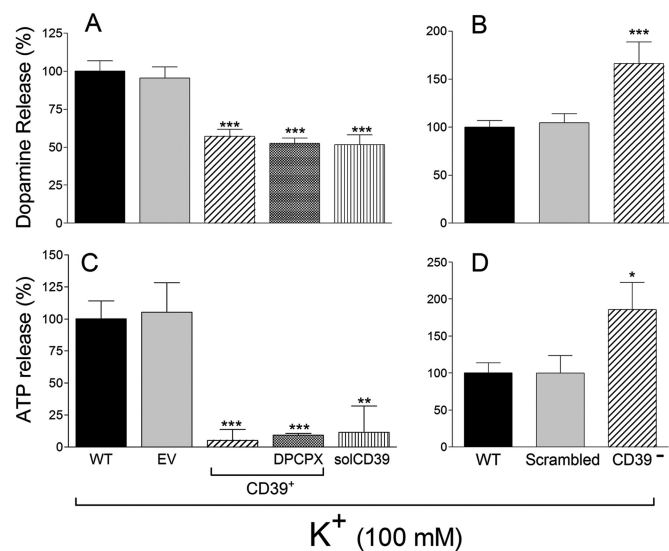 A
Dopamine Release (%)
125
100
75
50
25
0
***
***
***
B
200
150
100
50
0
***
C
ATP release (%)
150
125
100
75
50
25
0
***
***
**
WT
EV
DPCPX
solCD39
CD39+
D
250
200
150
100
50
0
*
WT
Scrambled
CD39 −
K+ (100 mM)